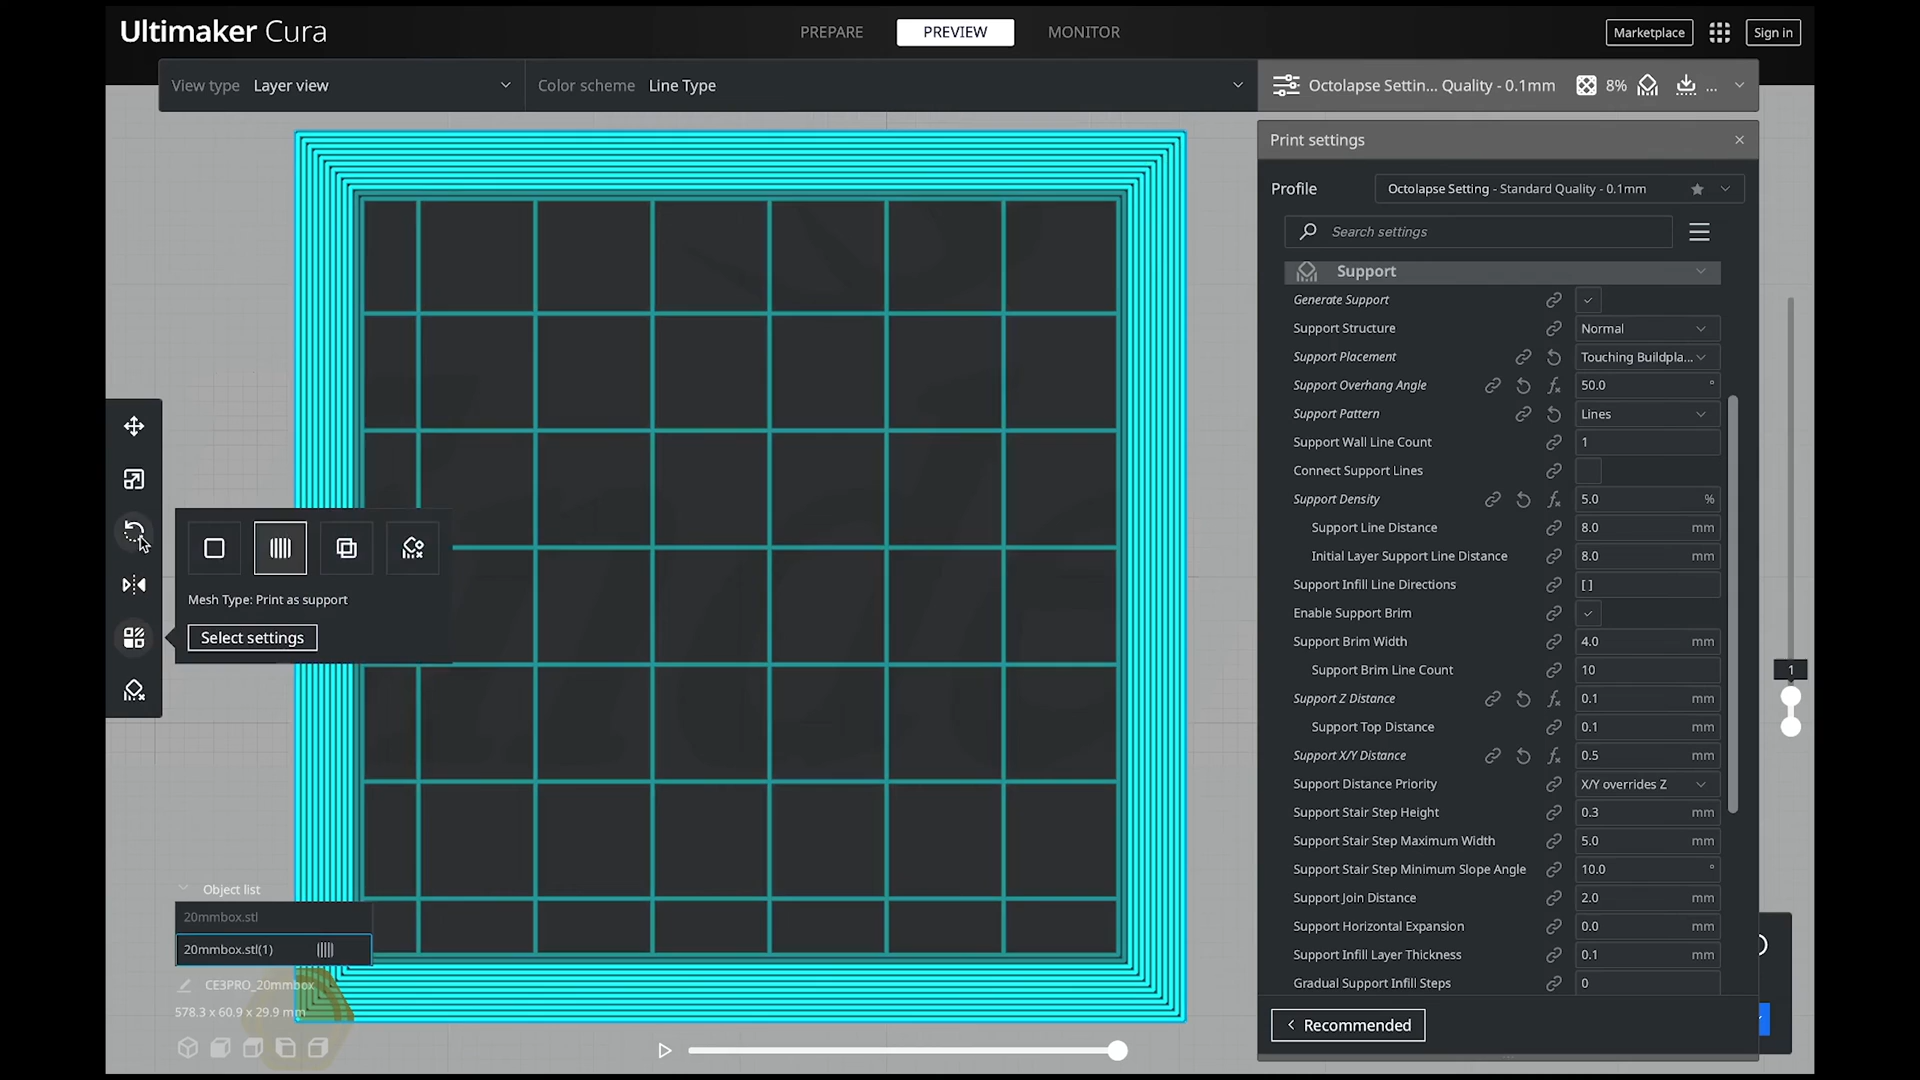 Ultimaker Cura
PREPARE
PREVIEW
MONITOR
Marketplace
Sign in
View type Layer view
Color scheme Line Type
Octolapse Settin... Quality - 0.1mm
8%
...
Print settings
Profile
Octolapse Setting - Standard Quality - 0.1mm
Search settings
Support
Generate Support
Support Structure Normal
Support Placement Touching Buildpla...
Support Overhang Angle 50.0 °
Support Pattern Lines
Support Wall Line Count 1
Connect Support Lines
Support Density 5.0 %
Support Line Distance 8.0 mm
Initial Layer Support Line Distance 8.0 mm
Support Infill Line Directions [ ]
Enable Support Brim
Support Brim Width 4.0 mm
Support Brim Line Count 10
Support Z Distance 0.1 mm
Support Top Distance 0.1 mm
Support X/Y Distance 0.5 mm
Support Distance Priority X/Y overrides Z
Support Stair Step Height 0.3 mm
Support Stair Step Maximum Width 5.0 mm
Support Stair Step Minimum Slope Angle 10.0 °
Support Join Distance 2.0 mm
Support Horizontal Expansion 0.0 mm
Support Infill Layer Thickness 0.1 mm
Gradual Support Infill Steps 0
Recommended
1
Mesh Type: Print as support
Select settings
Object list
20mmbox.stl
20mmbox.stl(1)
CE3PRO_20mmbox
578.3 x 60.9 x 29.9 mm